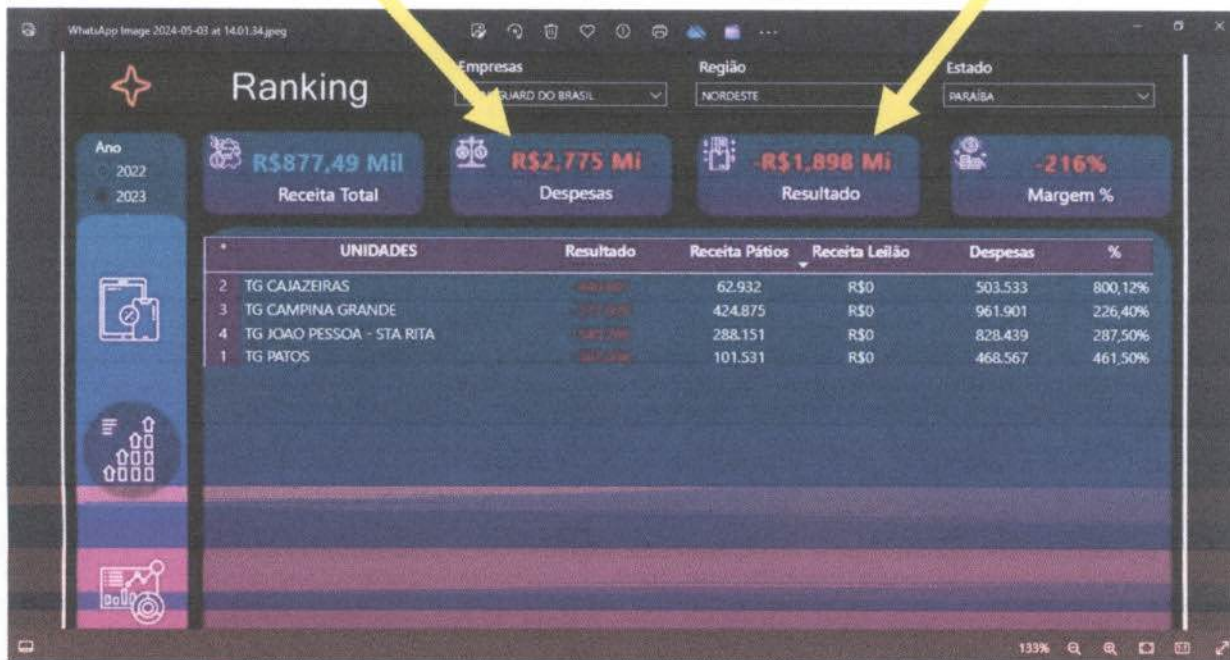 WhatsApp Image 2024-05-03 at 14.01.34.jpeg
Ranking
Empresas
GUARD DO BRASIL
Região
NORDESTE
Estado
PARAÍBA
Ano
2022
2023
R$877,49 Mil
Receita Total
R$2,775 Mi
Despesas
-R$1,898 Mi
Resultado
-216%
Margem %
* UNIDADES Resultado Receita Pátios Receita Leilão Despesas %
2 TG CAJAZEIRAS 62.932 R$0 503.533 800,12%
3 TG CAMPINA GRANDE 424.875 R$0 961.901 226,40%
4 TG JOAO PESSOA - STA RITA 288.151 R$0 828.439 287,50%
1 TG PATOS 101.531 R$0 468.567 461,50%
133%